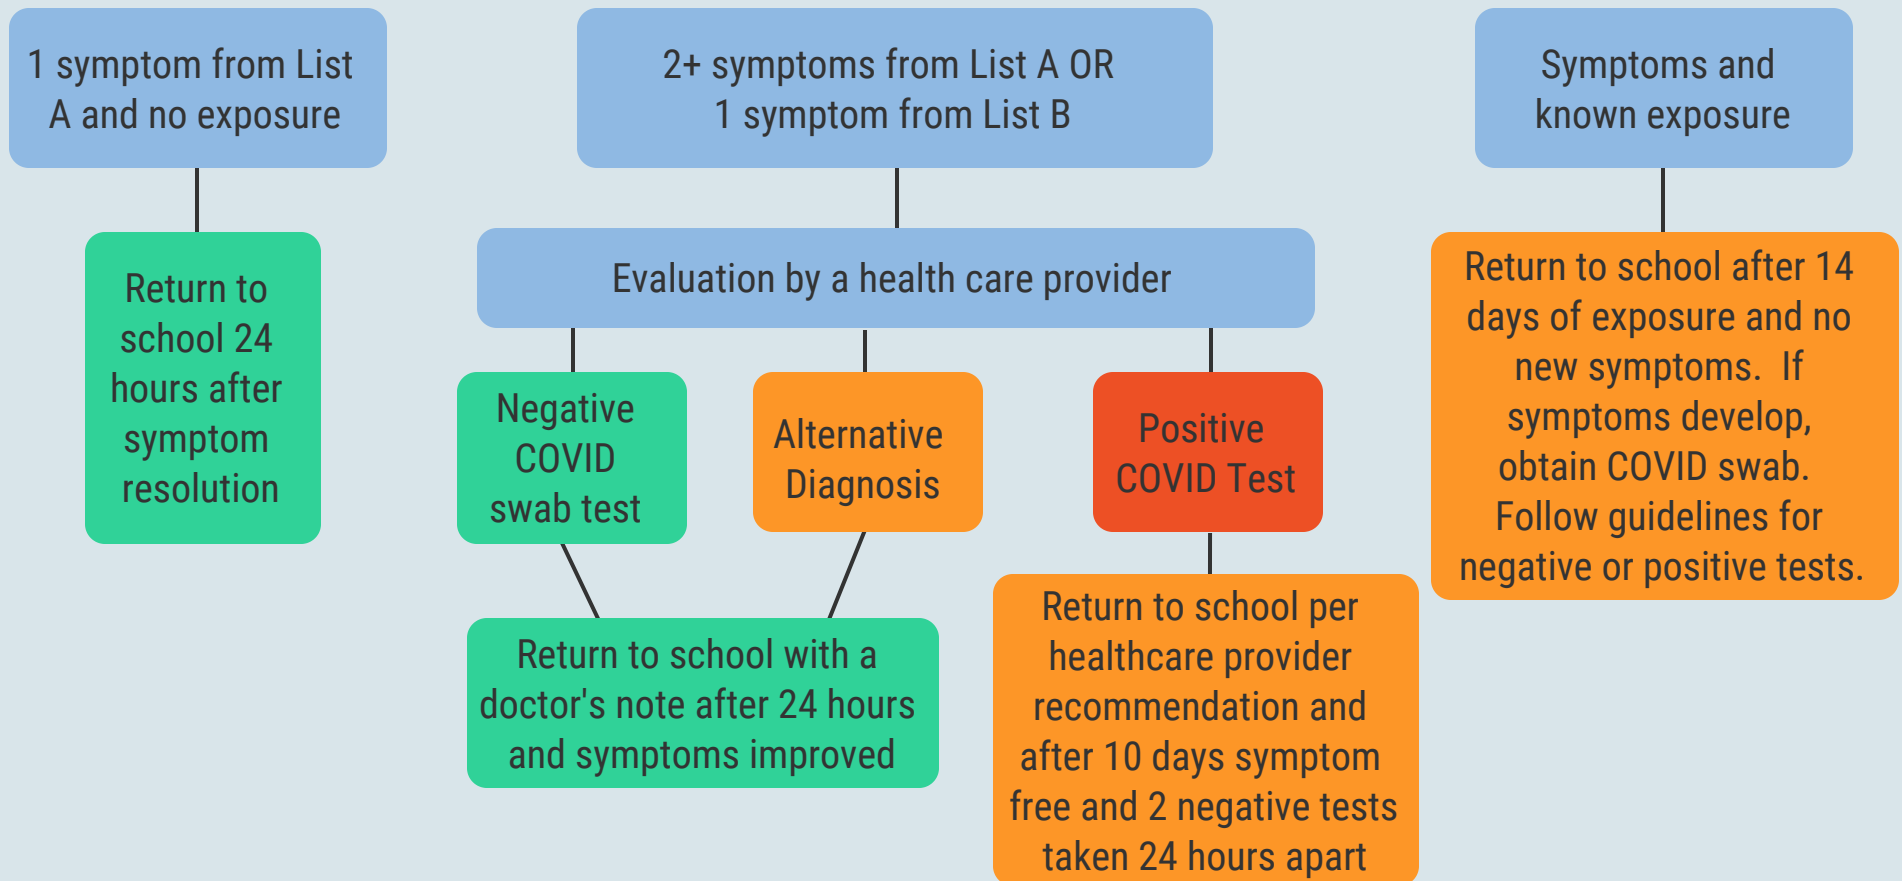 1 symptom from List
A and no exposure
2+ symptoms from List A OR
1 symptom from List B
Symptoms and
known exposure
Return to
school 24
hours after
symptom
resolution
Evaluation by a health care provider
Negative
COVID
swab test
Alternative
Diagnosis
Positive
COVID Test
Return to school with a
doctor's note after 24 hours
and symptoms improved
Return to school per
healthcare provider
recommendation and
after 10 days symptom
free and 2 negative tests
taken 24 hours apart
Return to school after 14
days of exposure and no
new symptoms.  If
symptoms develop,
obtain COVID swab.
Follow guidelines for
negative or positive tests.